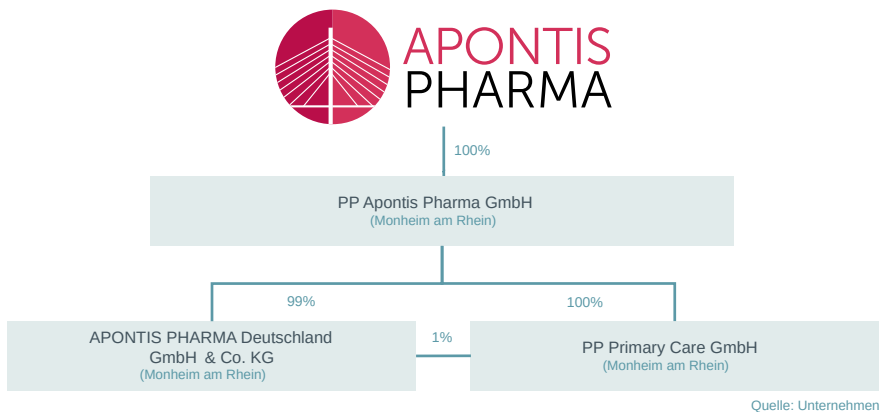 APONTIS
PHARMA
100%
PP Apontis Pharma GmbH
(Monheim am Rhein)
99%
100%
APONTIS PHARMA Deutschland
GmbH & Co. KG
(Monheim am Rhein)
1%
PP Primary Care GmbH
(Monheim am Rhein)
Quelle: Unternehmen